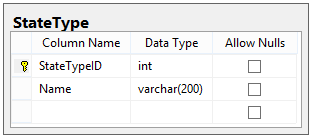 StateType
Column Name Data Type Allow Nulls
StateTypeID int
Name varchar(200)